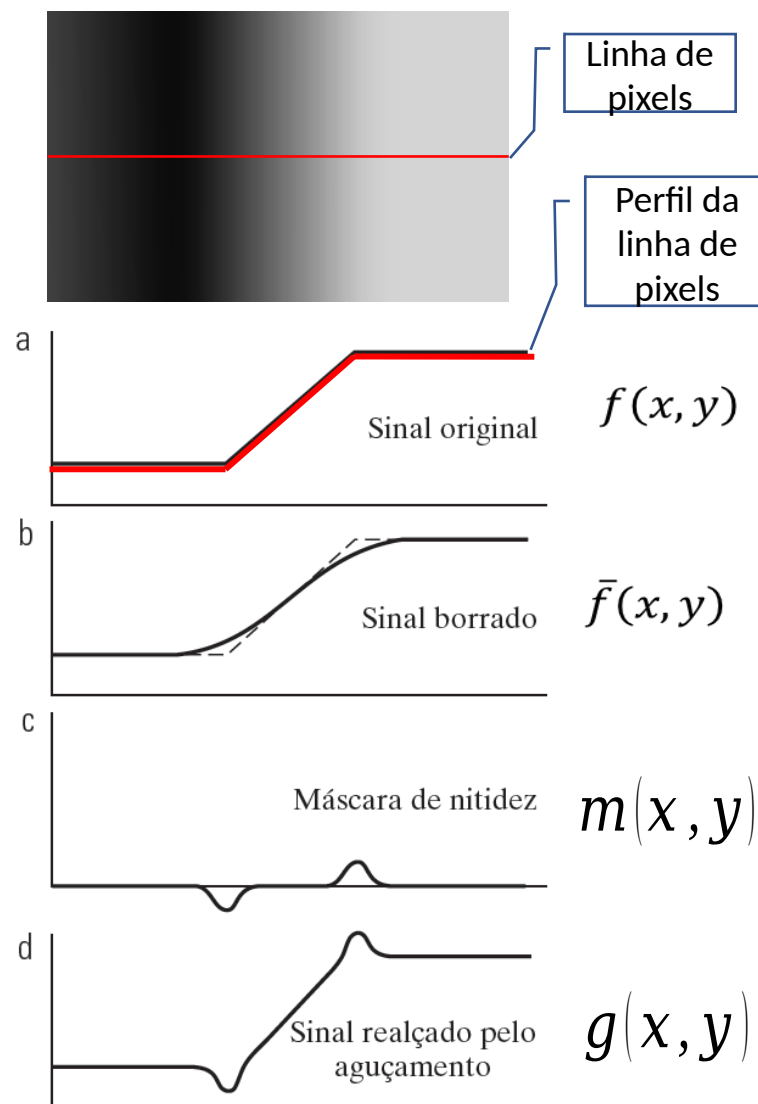 Linha de
pixels
Perfil da
linha de
pixels
a
Sinal original
f(x, y)
b
Sinal borrado
f̄(x, y)
c
Máscara de nitidez
m(x, y)
d
Sinal realçado pelo
aguçamento
g(x, y)